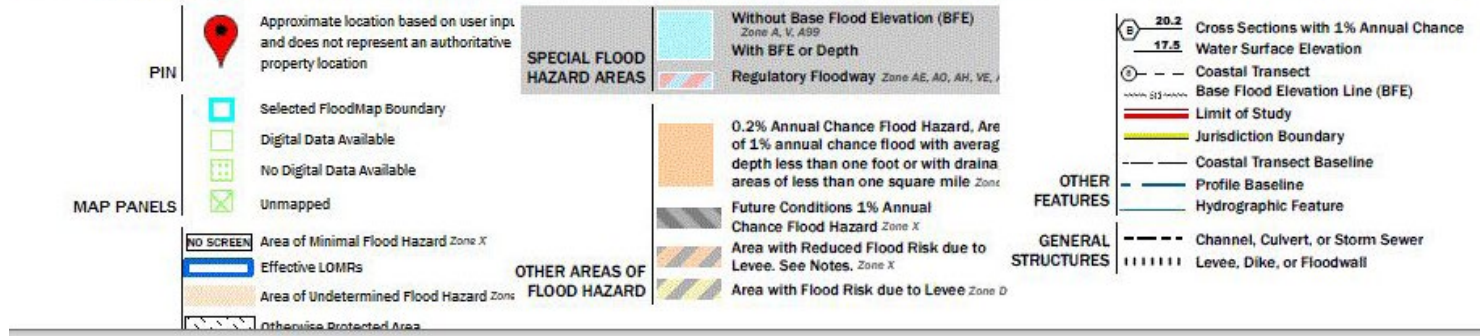 PIN
Approximate location based on user inpu
and does not represent an authoritative
property location
MAP PANELS
Selected FloodMap Boundary
Digital Data Available
No Digital Data Available
Unmapped
NO SCREEN Area of Minimal Flood Hazard Zone X
Effective LOMRs
Area of Undetermined Flood Hazard Zone
Otherwise Protected Area
SPECIAL FLOOD
HAZARD AREAS
Without Base Flood Elevation (BFE)
Zone A, V, A99
With BFE or Depth
Regulatory Floodway Zone AE, AO, AH, VE,
OTHER AREAS OF
FLOOD HAZARD
0.2% Annual Chance Flood Hazard, Are
of 1% annual chance flood with averag
depth less than one foot or with draina
areas of less than one square mile Zone
Future Conditions 1% Annual
Chance Flood Hazard Zone X
Area with Reduced Flood Risk due to
Levee. See Notes. Zone X
Area with Flood Risk due to Levee Zone D
OTHER
FEATURES
B 20.2 Cross Sections with 1% Annual Chance
17.5 Water Surface Elevation
8 Coastal Transect
513 Base Flood Elevation Line (BFE)
Limit of Study
Jurisdiction Boundary
Coastal Transect Baseline
Profile Baseline
Hydrographic Feature
GENERAL
STRUCTURES
Channel, Culvert, or Storm Sewer
Levee, Dike, or Floodwall